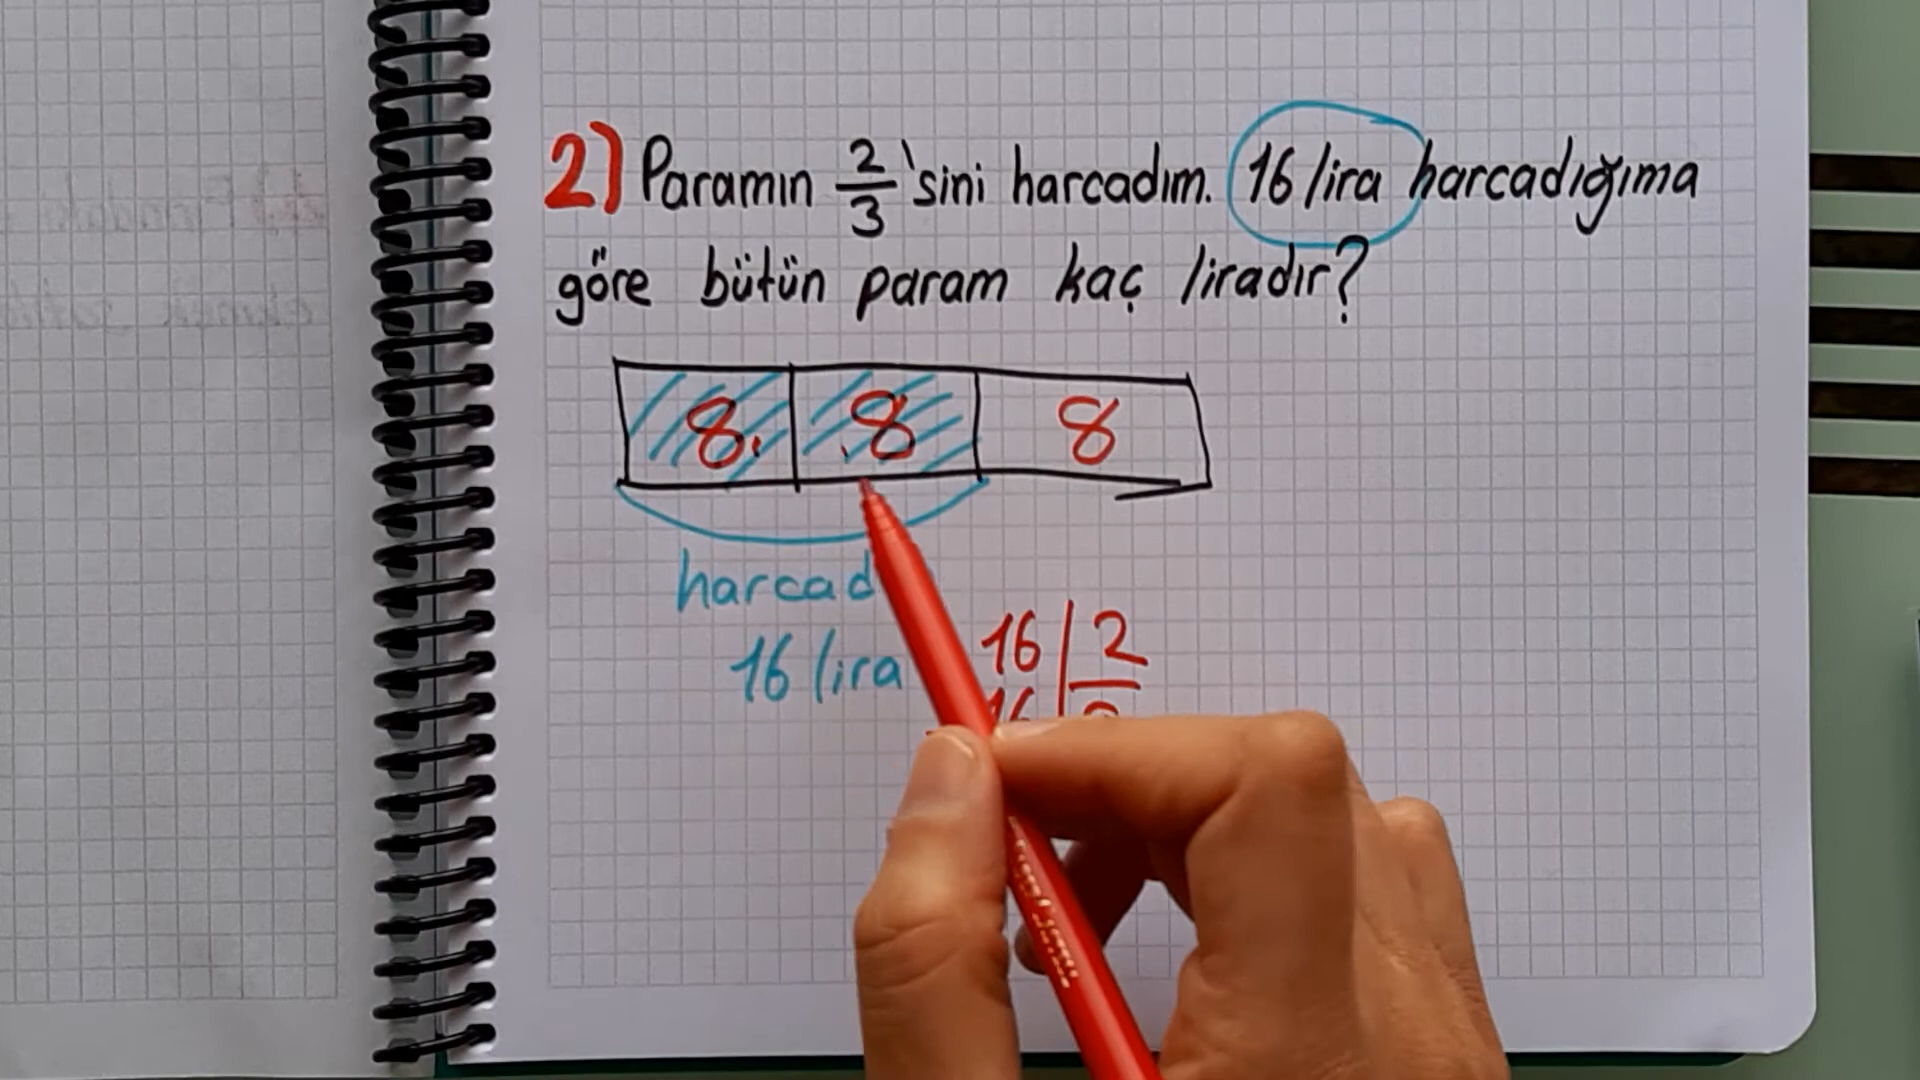 2) Paramın 2/3'sini harcadım. 16 lira harcadığıma
göre bütün param kaç liradır?
8 8 8
harcad
16 lira
16 2
16